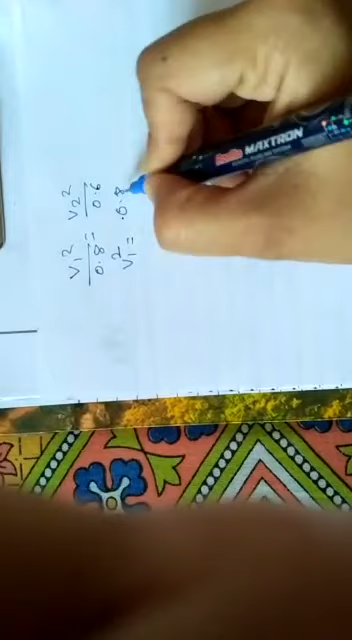 V₁²/0.8 = V₂²/0.6
V₁² = 0.8
MAXTRON